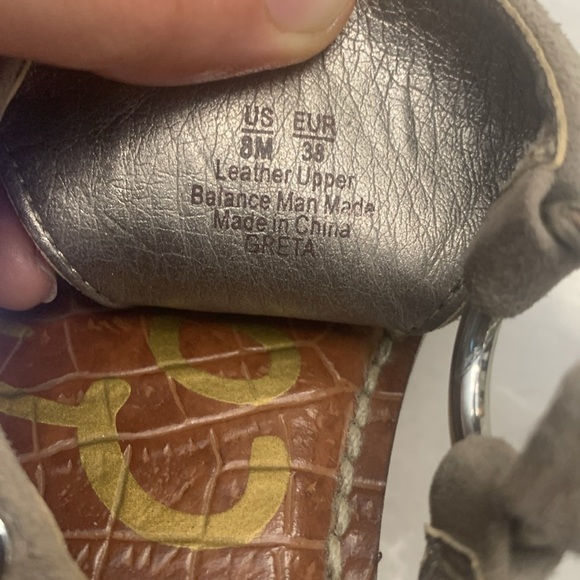 US EUR
8M 38
Leather Upper
Balance Man Made
Made in China
GRETA